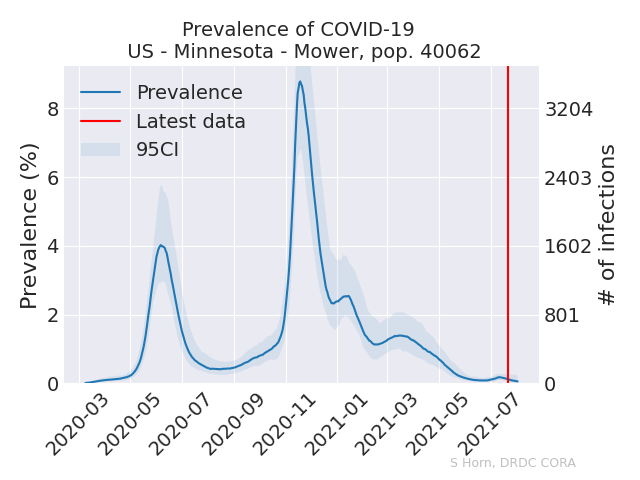 Prevalence of COVID-19
US - Minnesota - Mower, pop. 40062
Prevalence
Latest data
95CI
Prevalence (%)
8
6
4
2
0
3204
2403
1602
801
0
# of infections
2020-03
2020-05
2020-07
2020-09
2020-11
2021-01
2021-03
2021-05
2021-07
S Horn, DRDC CORA